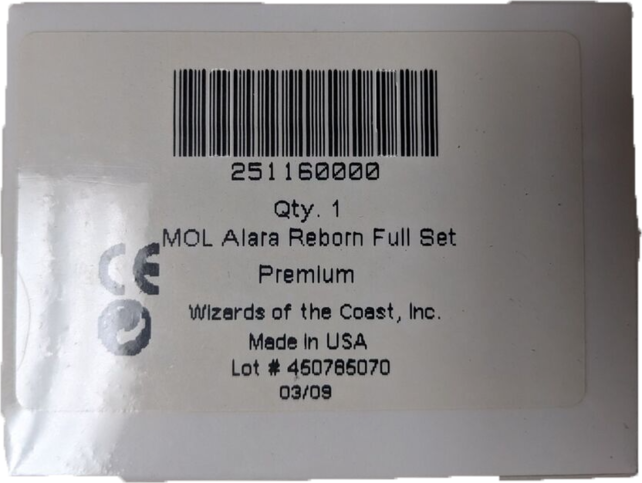 251160000
Qty. 1
MOL Alara Reborn Full Set
Premium
CE
Wizards of the Coast, Inc.
Made in USA
Lot # 450785070
03/09